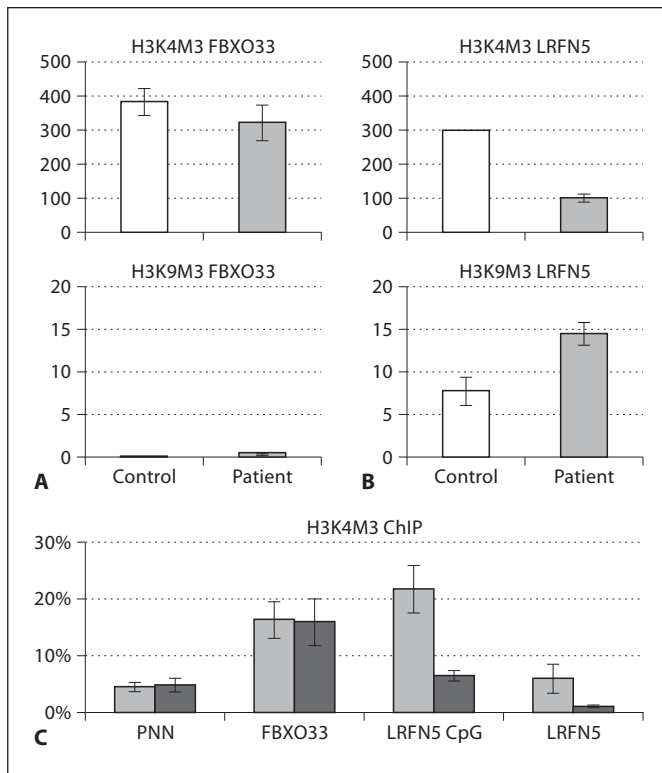 H3K4M3 FBXO33
500
400
300
200
100
0
H3K9M3 FBXO33
20
15
10
5
0
Control Patient
A
H3K4M3 LRFN5
500
400
300
200
100
0
H3K9M3 LRFN5
20
15
10
5
0
Control Patient
B
H3K4M3 ChIP
30%
20%
10%
0%
PNN FBXO33 LRFN5 CpG LRFN5
C